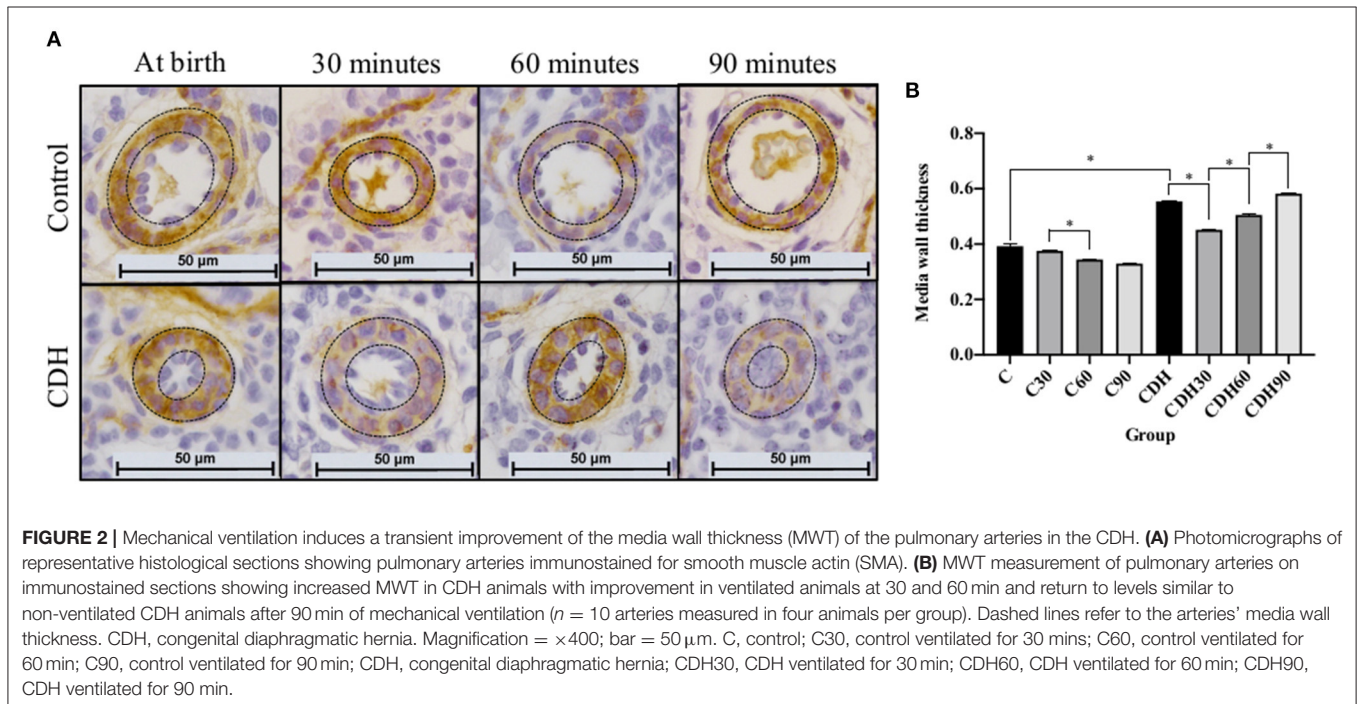 A
At birth 30 minutes 60 minutes 90 minutes
Control
50 µm 50 µm 50 µm 50 µm
CDH
50 µm 50 µm 50 µm 50 µm
B
Media wall thickness
0.8
0.6
0.4
0.2
0.0
* * * * *
C C30 C60 C90 CDH CDH30 CDH60 CDH90
Group
FIGURE 2 | Mechanical ventilation induces a transient improvement of the media wall thickness (MWT) of the pulmonary arteries in the CDH. (A) Photomicrographs of
representative histological sections showing pulmonary arteries immunostained for smooth muscle actin (SMA). (B) MWT measurement of pulmonary arteries on
immunostained sections showing increased MWT in CDH animals with improvement in ventilated animals at 30 and 60 min and return to levels similar to
non-ventilated CDH animals after 90 min of mechanical ventilation (n = 10 arteries measured in four animals per group). Dashed lines refer to the arteries' media wall
thickness. CDH, congenital diaphragmatic hernia. Magnification = ×400; bar = 50 µm. C, control; C30, control ventilated for 30 mins; C60, control ventilated for
60 min; C90, control ventilated for 90 min; CDH, congenital diaphragmatic hernia; CDH30, CDH ventilated for 30 min; CDH60, CDH ventilated for 60 min; CDH90,
CDH ventilated for 90 min.